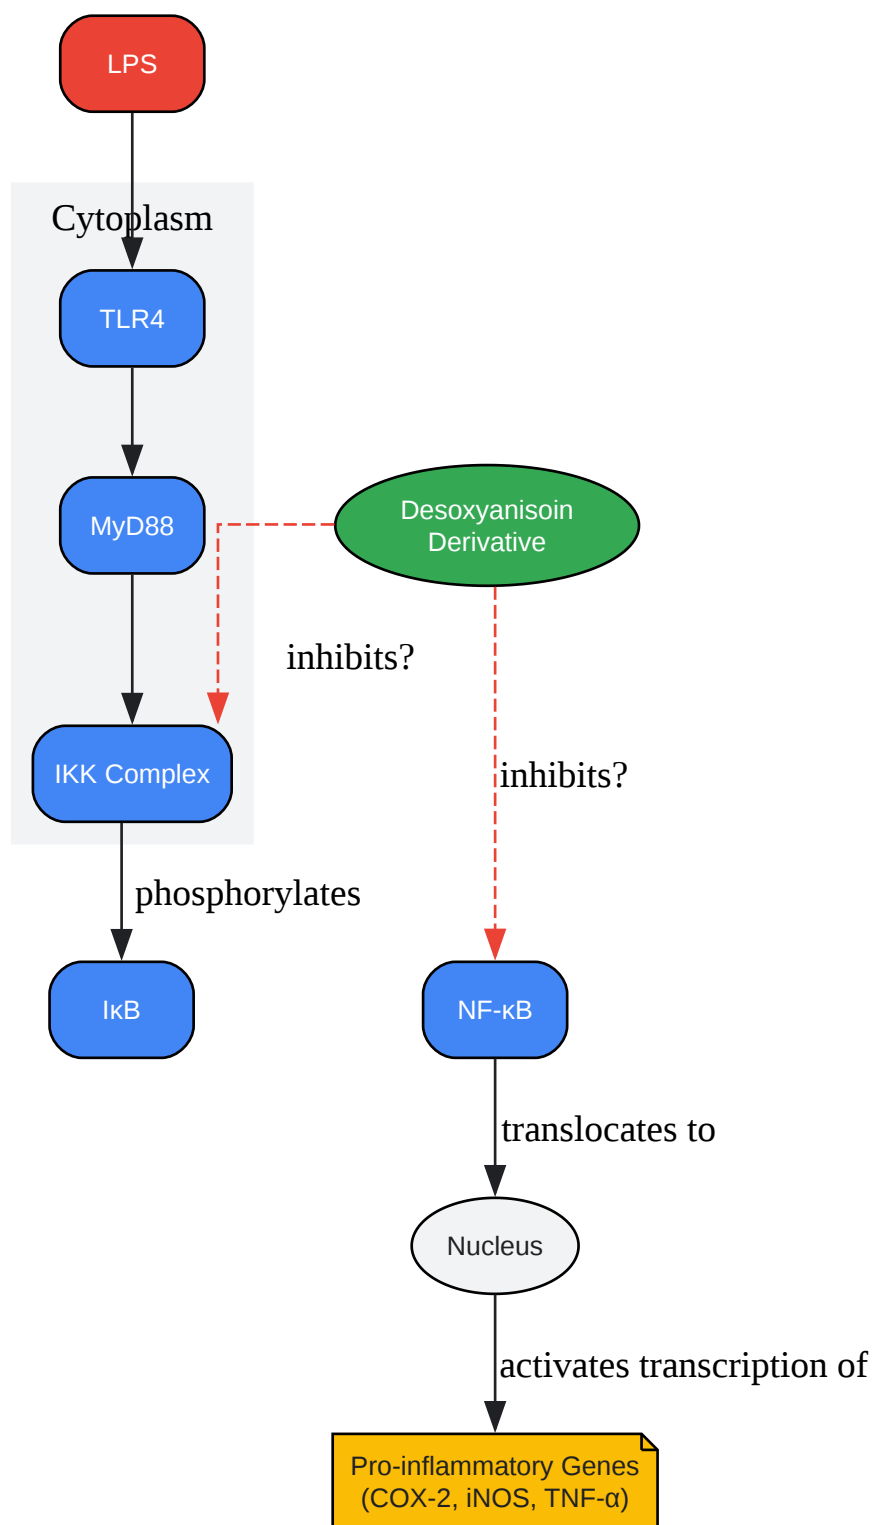 LPS
Cytoplasm
TLR4
MyD88
Desoxyanisoin
Derivative
inhibits?
IKK Complex
inhibits?
phosphorylates
IκB
NF-κB
translocates to
Nucleus
activates transcription of
Pro-inflammatory Genes
(COX-2, iNOS, TNF-α)